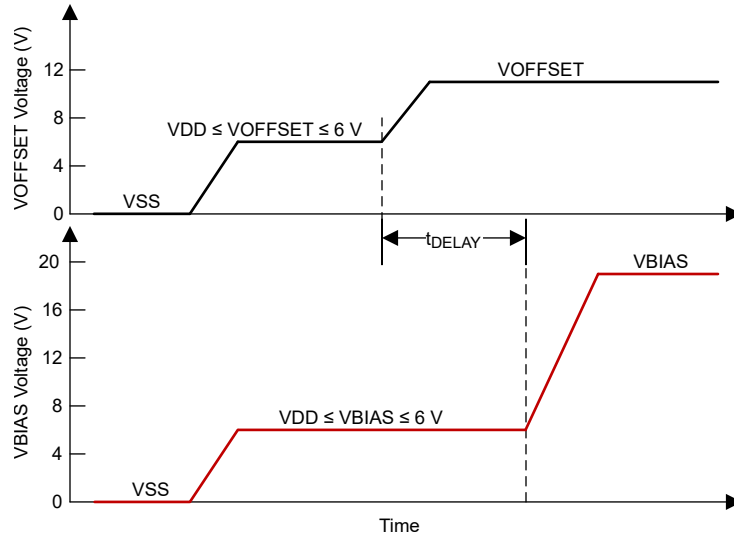 VOFFSET Voltage (V)
12
8
4
0
VSS
VDD ≤ VOFFSET ≤ 6 V
VOFFSET
tDELAY
VBIAS Voltage (V)
20
16
12
8
4
0
VSS
VDD ≤ VBIAS ≤ 6 V
VBIAS
Time